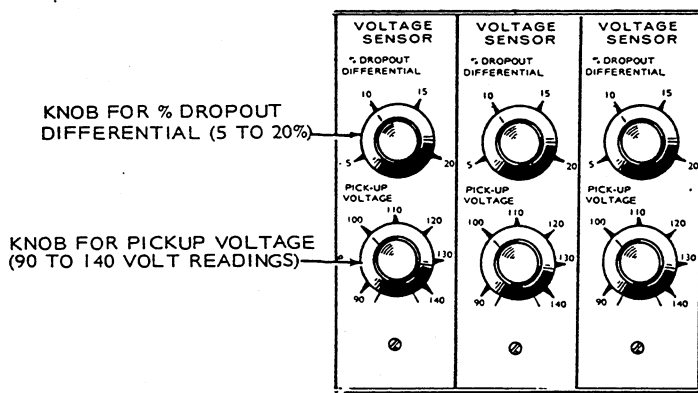 VOLTAGE SENSOR
% DROPOUT DIFFERENTIAL
10 15
5 20
PICK-UP VOLTAGE
100 110 120
130
90 140
VOLTAGE SENSOR
% DROPOUT DIFFERENTIAL
10 15
5 20
PICK-UP VOLTAGE
100 110 120
130
90 140
VOLTAGE SENSOR
% DROPOUT DIFFERENTIAL
10 15
5 20
PICK-UP VOLTAGE
100 110 120
130
90 140
KNOB FOR % DROPOUT
DIFFERENTIAL (5 TO 20%)
KNOB FOR PICKUP VOLTAGE
(90 TO 140 VOLT READINGS)